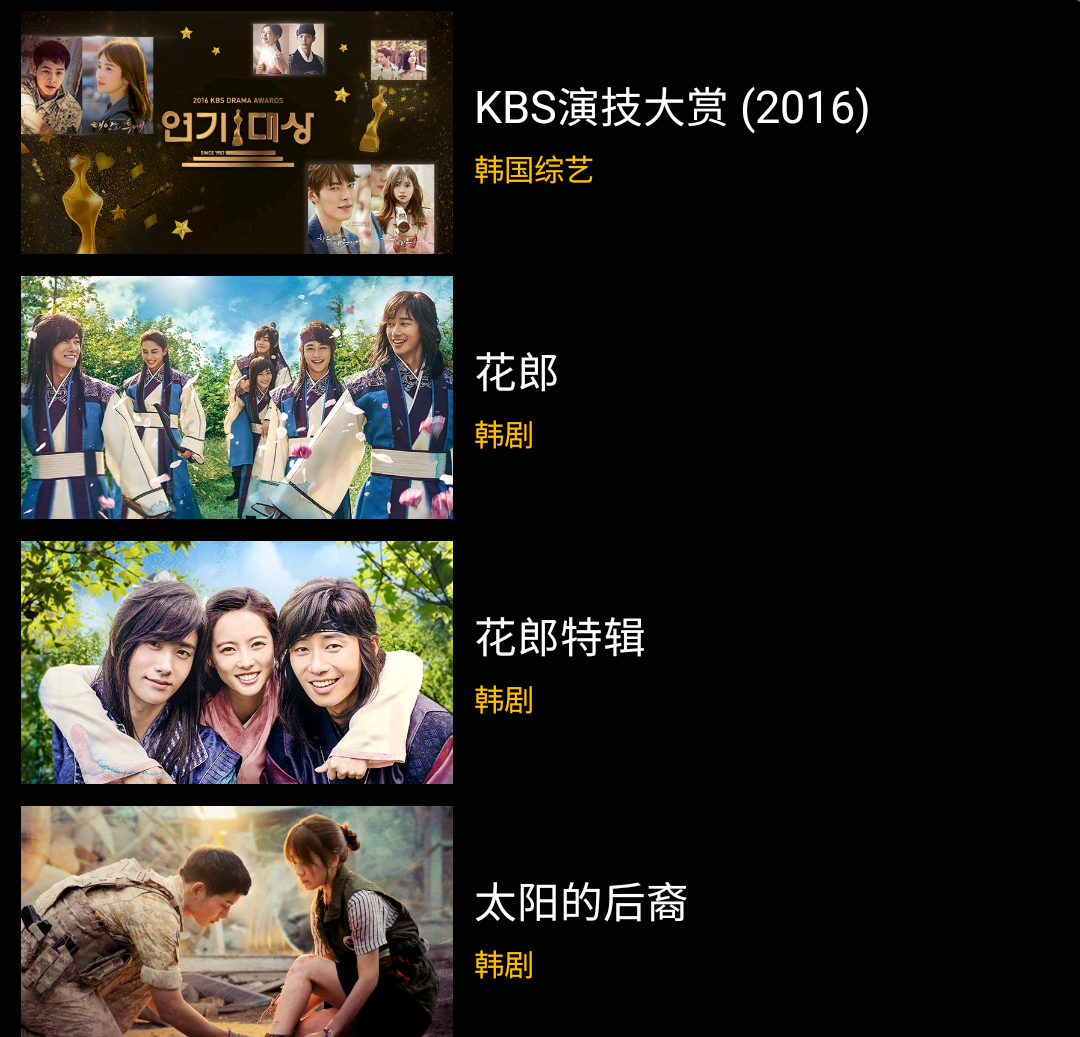 2016 KBS DRAMA AWARDS
연기대상
SINCE 1987
KBS演技大赏 (2016)
韩国综艺
花郎
韩剧
花郎特辑
韩剧
太阳的后裔
韩剧